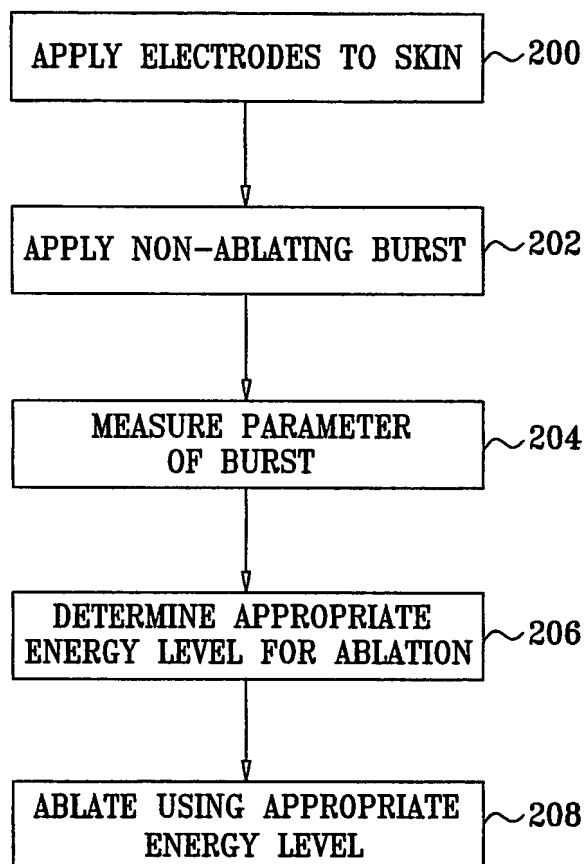 APPLY ELECTRODES TO SKIN 200
APPLY NON-ABLATING BURST 202
MEASURE PARAMETER
OF BURST 204
DETERMINE APPROPRIATE
ENERGY LEVEL FOR ABLATION 206
ABLATE USING APPROPRIATE
ENERGY LEVEL 208